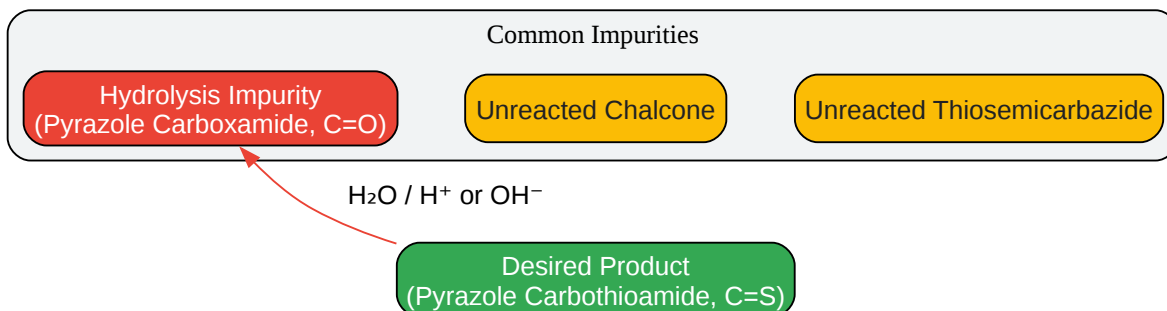 Common Impurities
Hydrolysis Impurity
(Pyrazole Carboxamide, C=O)
Unreacted Chalcone
Unreacted Thiosemicarbazide
H₂O / H⁺ or OH⁻
Desired Product
(Pyrazole Carbothioamide, C=S)